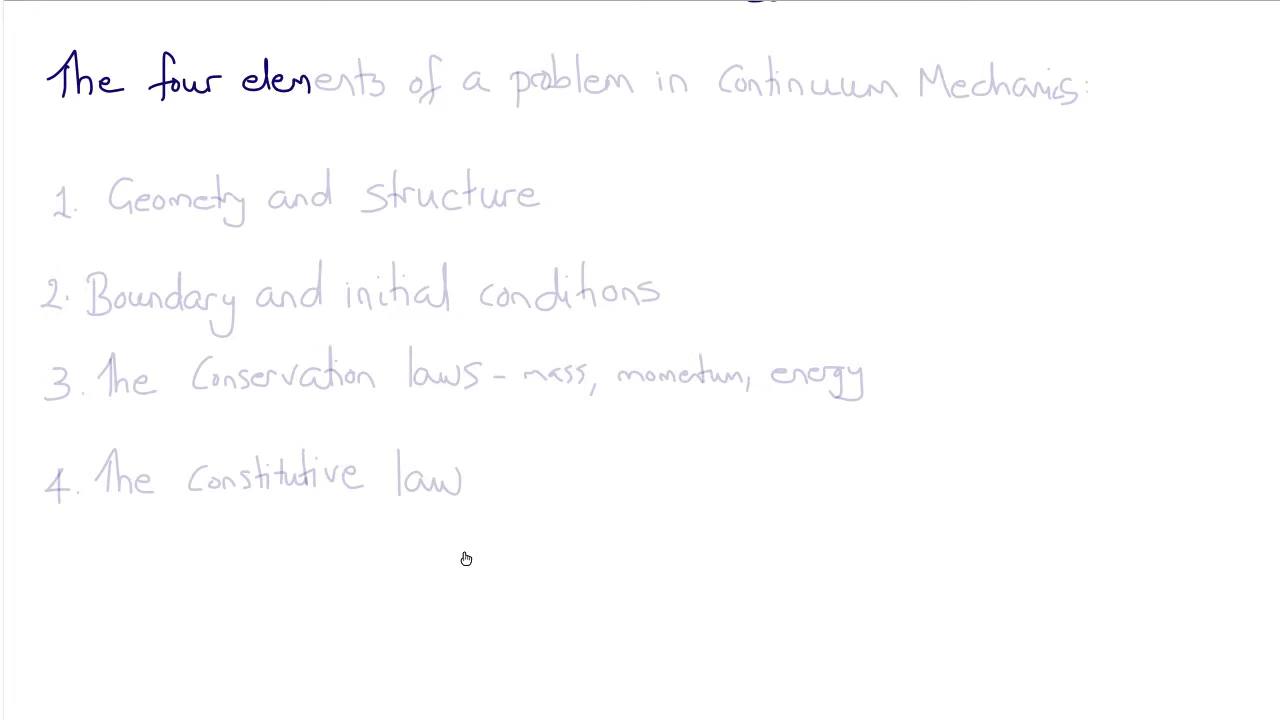 The four elements of a problem in Continuum Mechanics:
1. Geometry and structure
2. Boundary and initial conditions
3. The Conservation laws - mass, momentum, energy
4. The Constitutive law